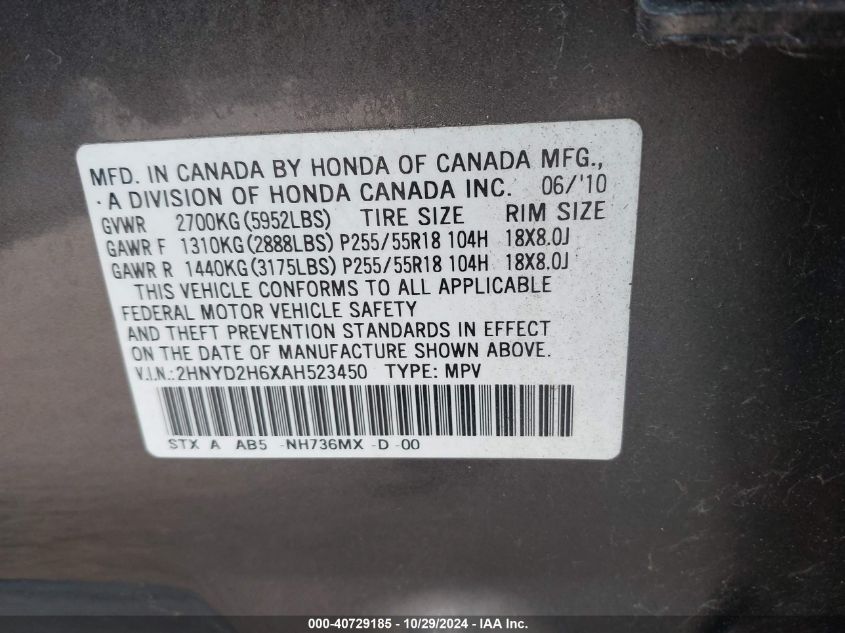 MFD. IN CANADA BY HONDA OF CANADA MFG.,
·A DIVISION OF HONDA CANADA INC. 06/'10
GVWR 2700KG(5952LBS) TIRE SIZE RIM SIZE
GAWR F 1310KG(2888LBS) P255/55R18 104H 18X8.0J
GAWR R 1440KG(3175LBS) P255/55R18 104H 18X8.0J
THIS VEHICLE CONFORMS TO ALL APPLICABLE
FEDERAL MOTOR VEHICLE SAFETY
AND THEFT PREVENTION STANDARDS IN EFFECT
ON THE DATE OF MANUFACTURE SHOWN ABOVE.
V.I.N.:2HNYD2H6XAH523450 TYPE: MPV
STX A AB5 -NH736MX -D -00
000-40729185 - 10/29/2024 - IAA Inc.